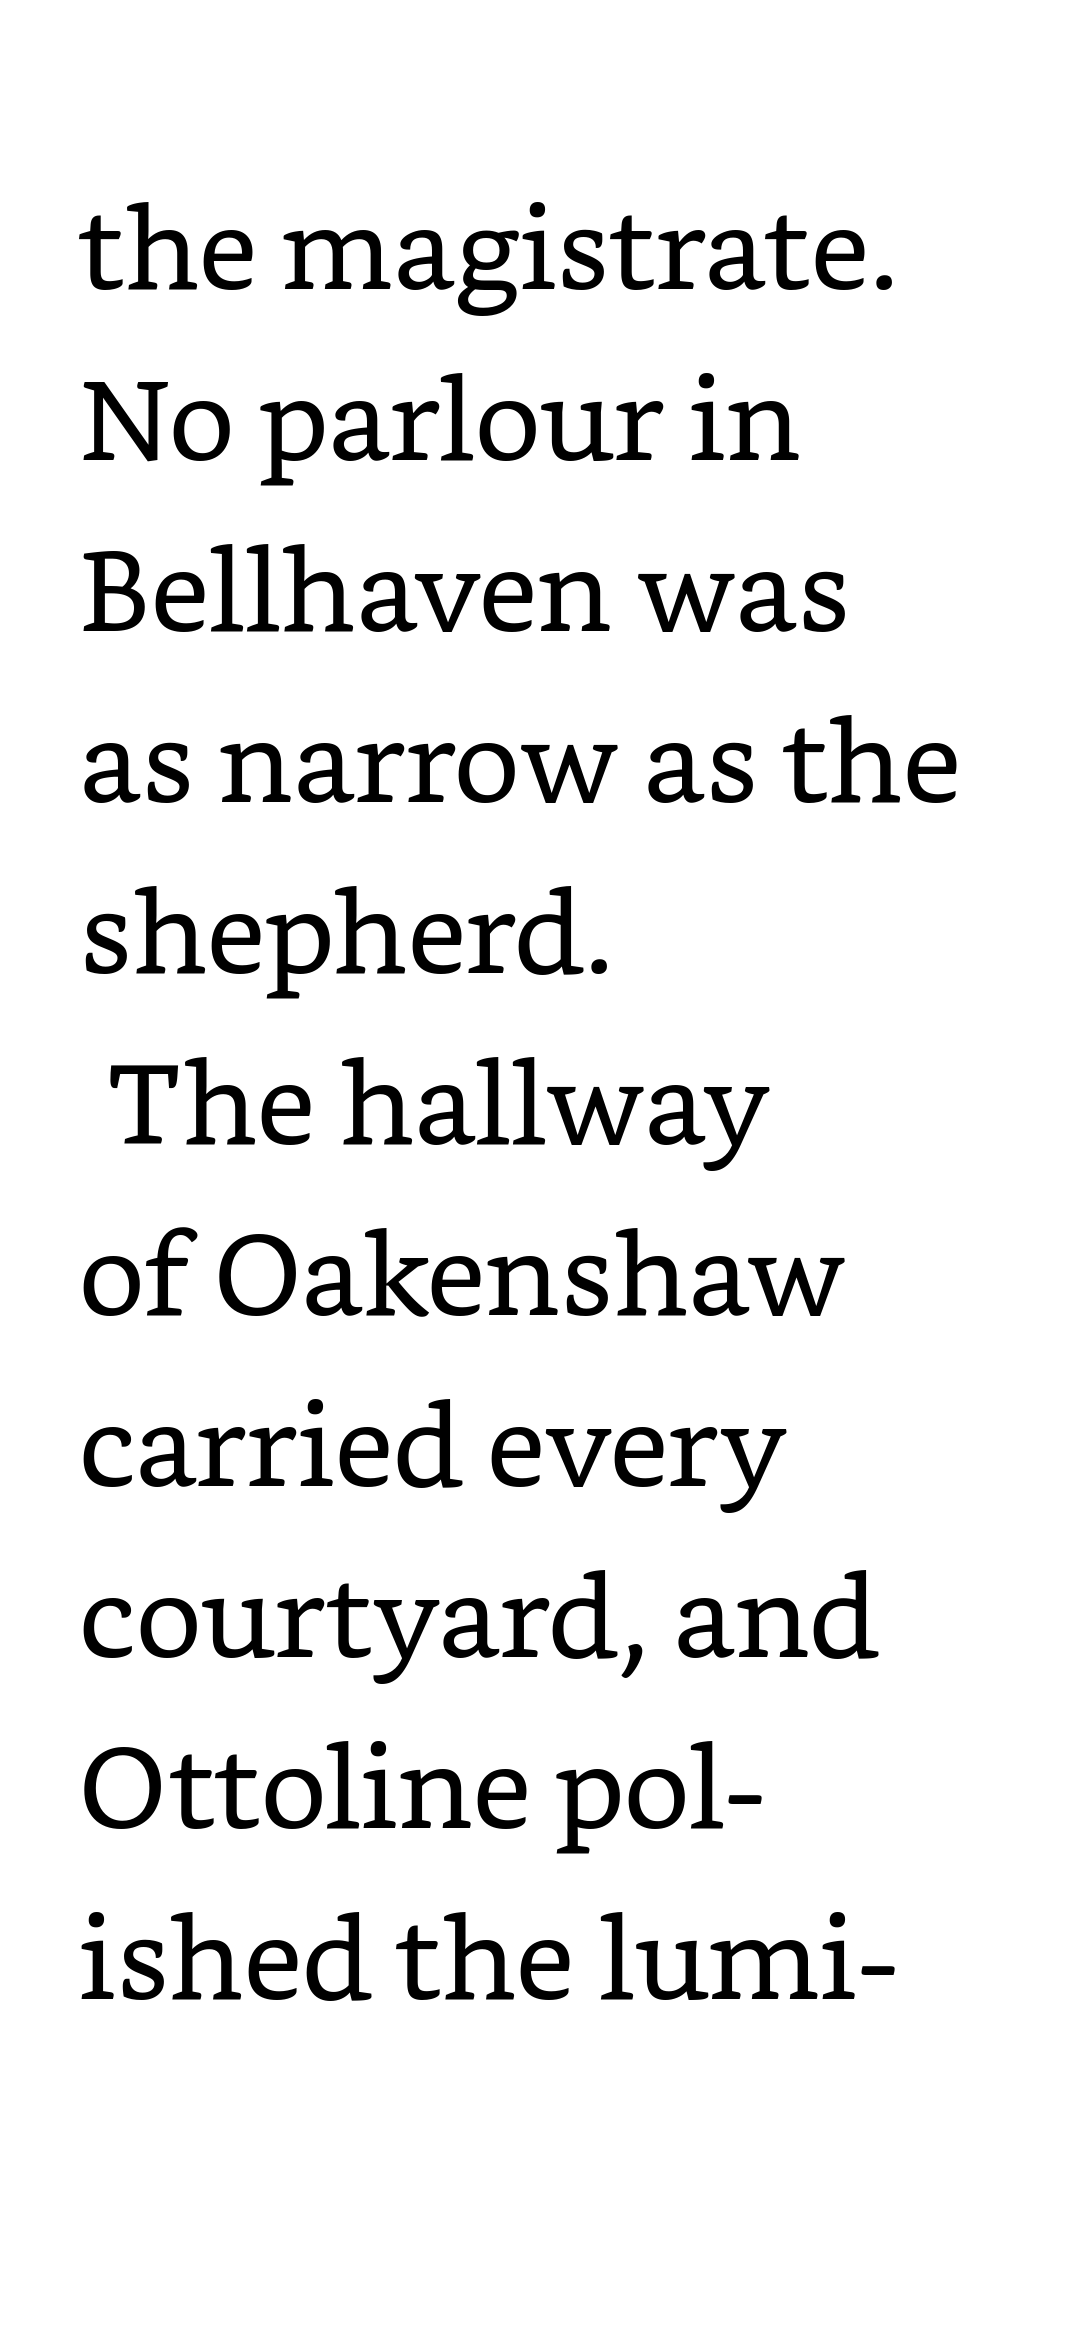 the magistrate.
No parlour in
Bellhaven was
as narrow as the
shepherd.
The hallway
of Oakenshaw
carried every
courtyard, and
Ottoline pol-
ished the lumi-